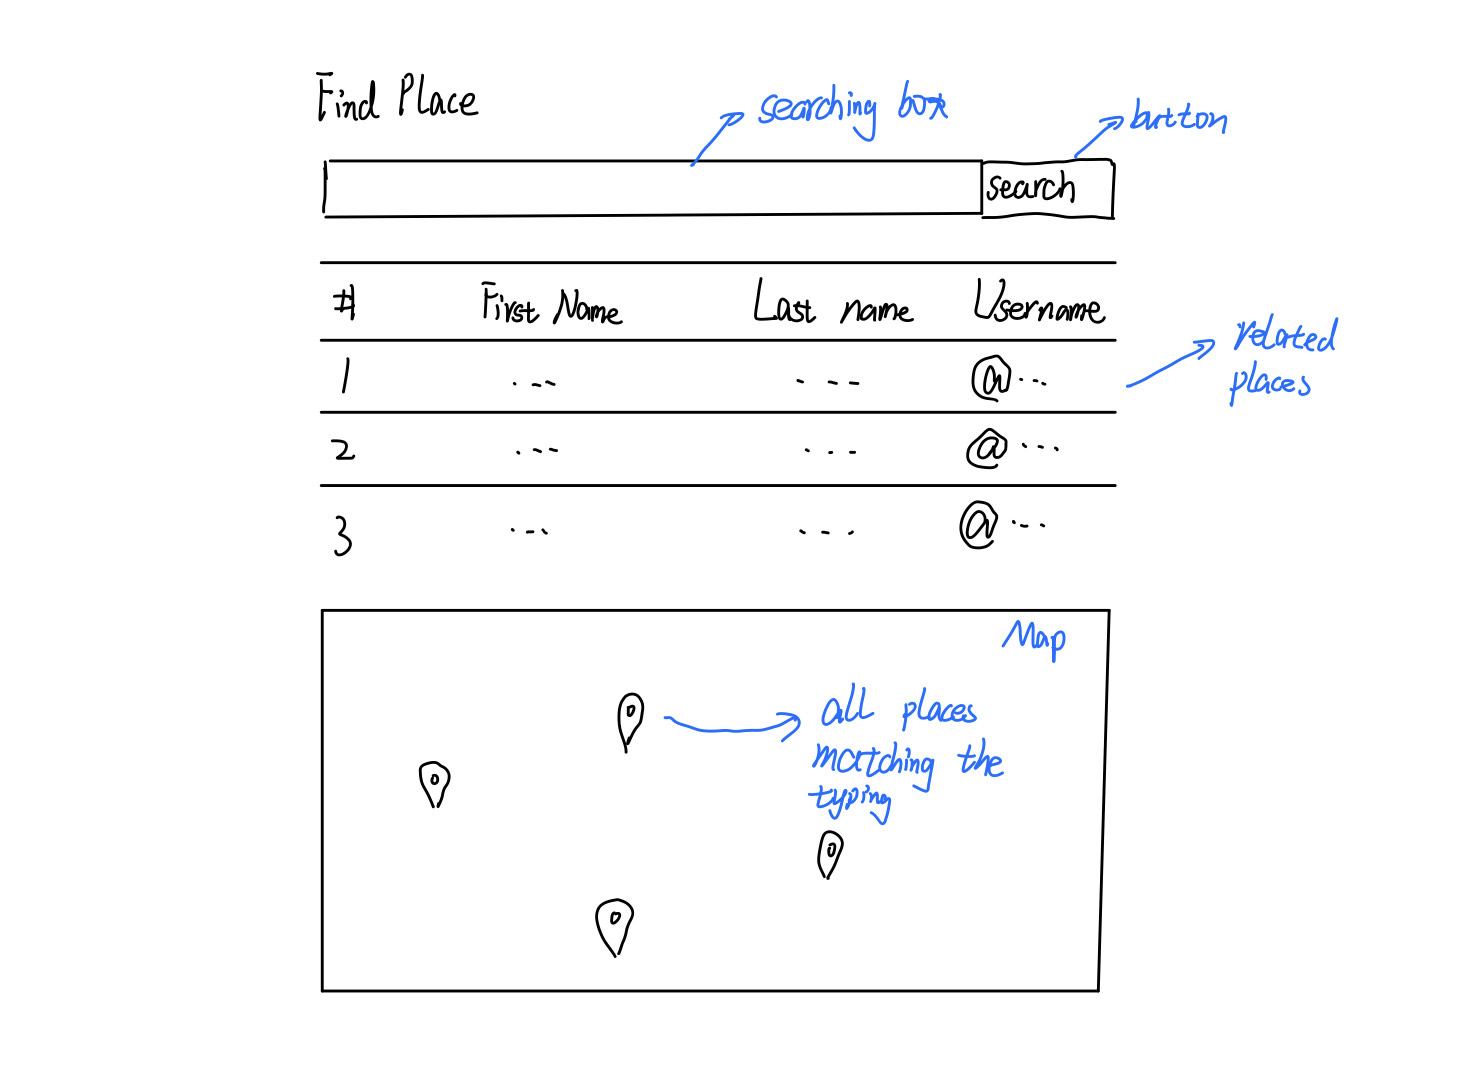 Find Place
searching box
button
search
# First Name Last name Username
1 ... ... @...
2 ... ... @...
3 ... ... @...
related
places
Map
all places
matching the
typing